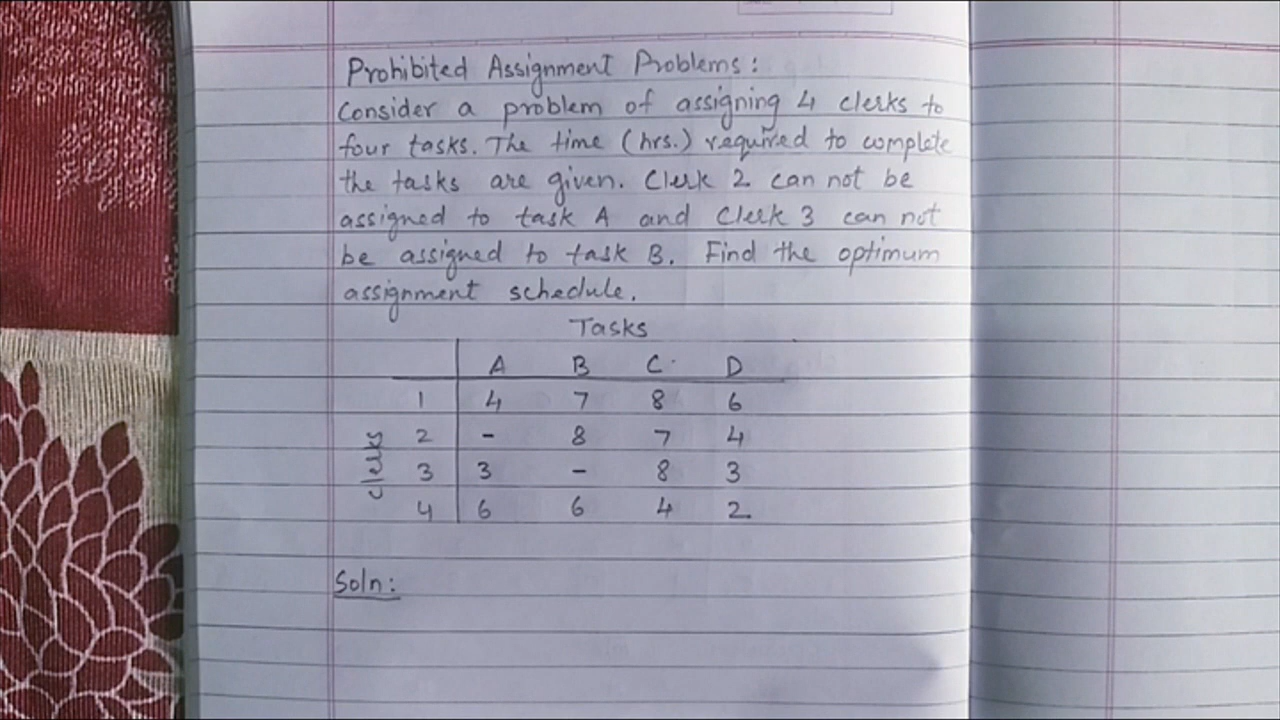 Prohibited Assignment Problems:
Consider a problem of assigning 4 clerks to
four tasks. The time (hrs.) required to complete
the tasks are given. Clerk 2 can not be
assigned to task A and Clerk 3 can not
be assigned to task B. Find the optimum
assignment schedule.
Tasks
A B C D
1 4 7 8 6
2 - 8 7 4
Clerks
3 3 - 8 3
4 6 6 4 2
Soln: